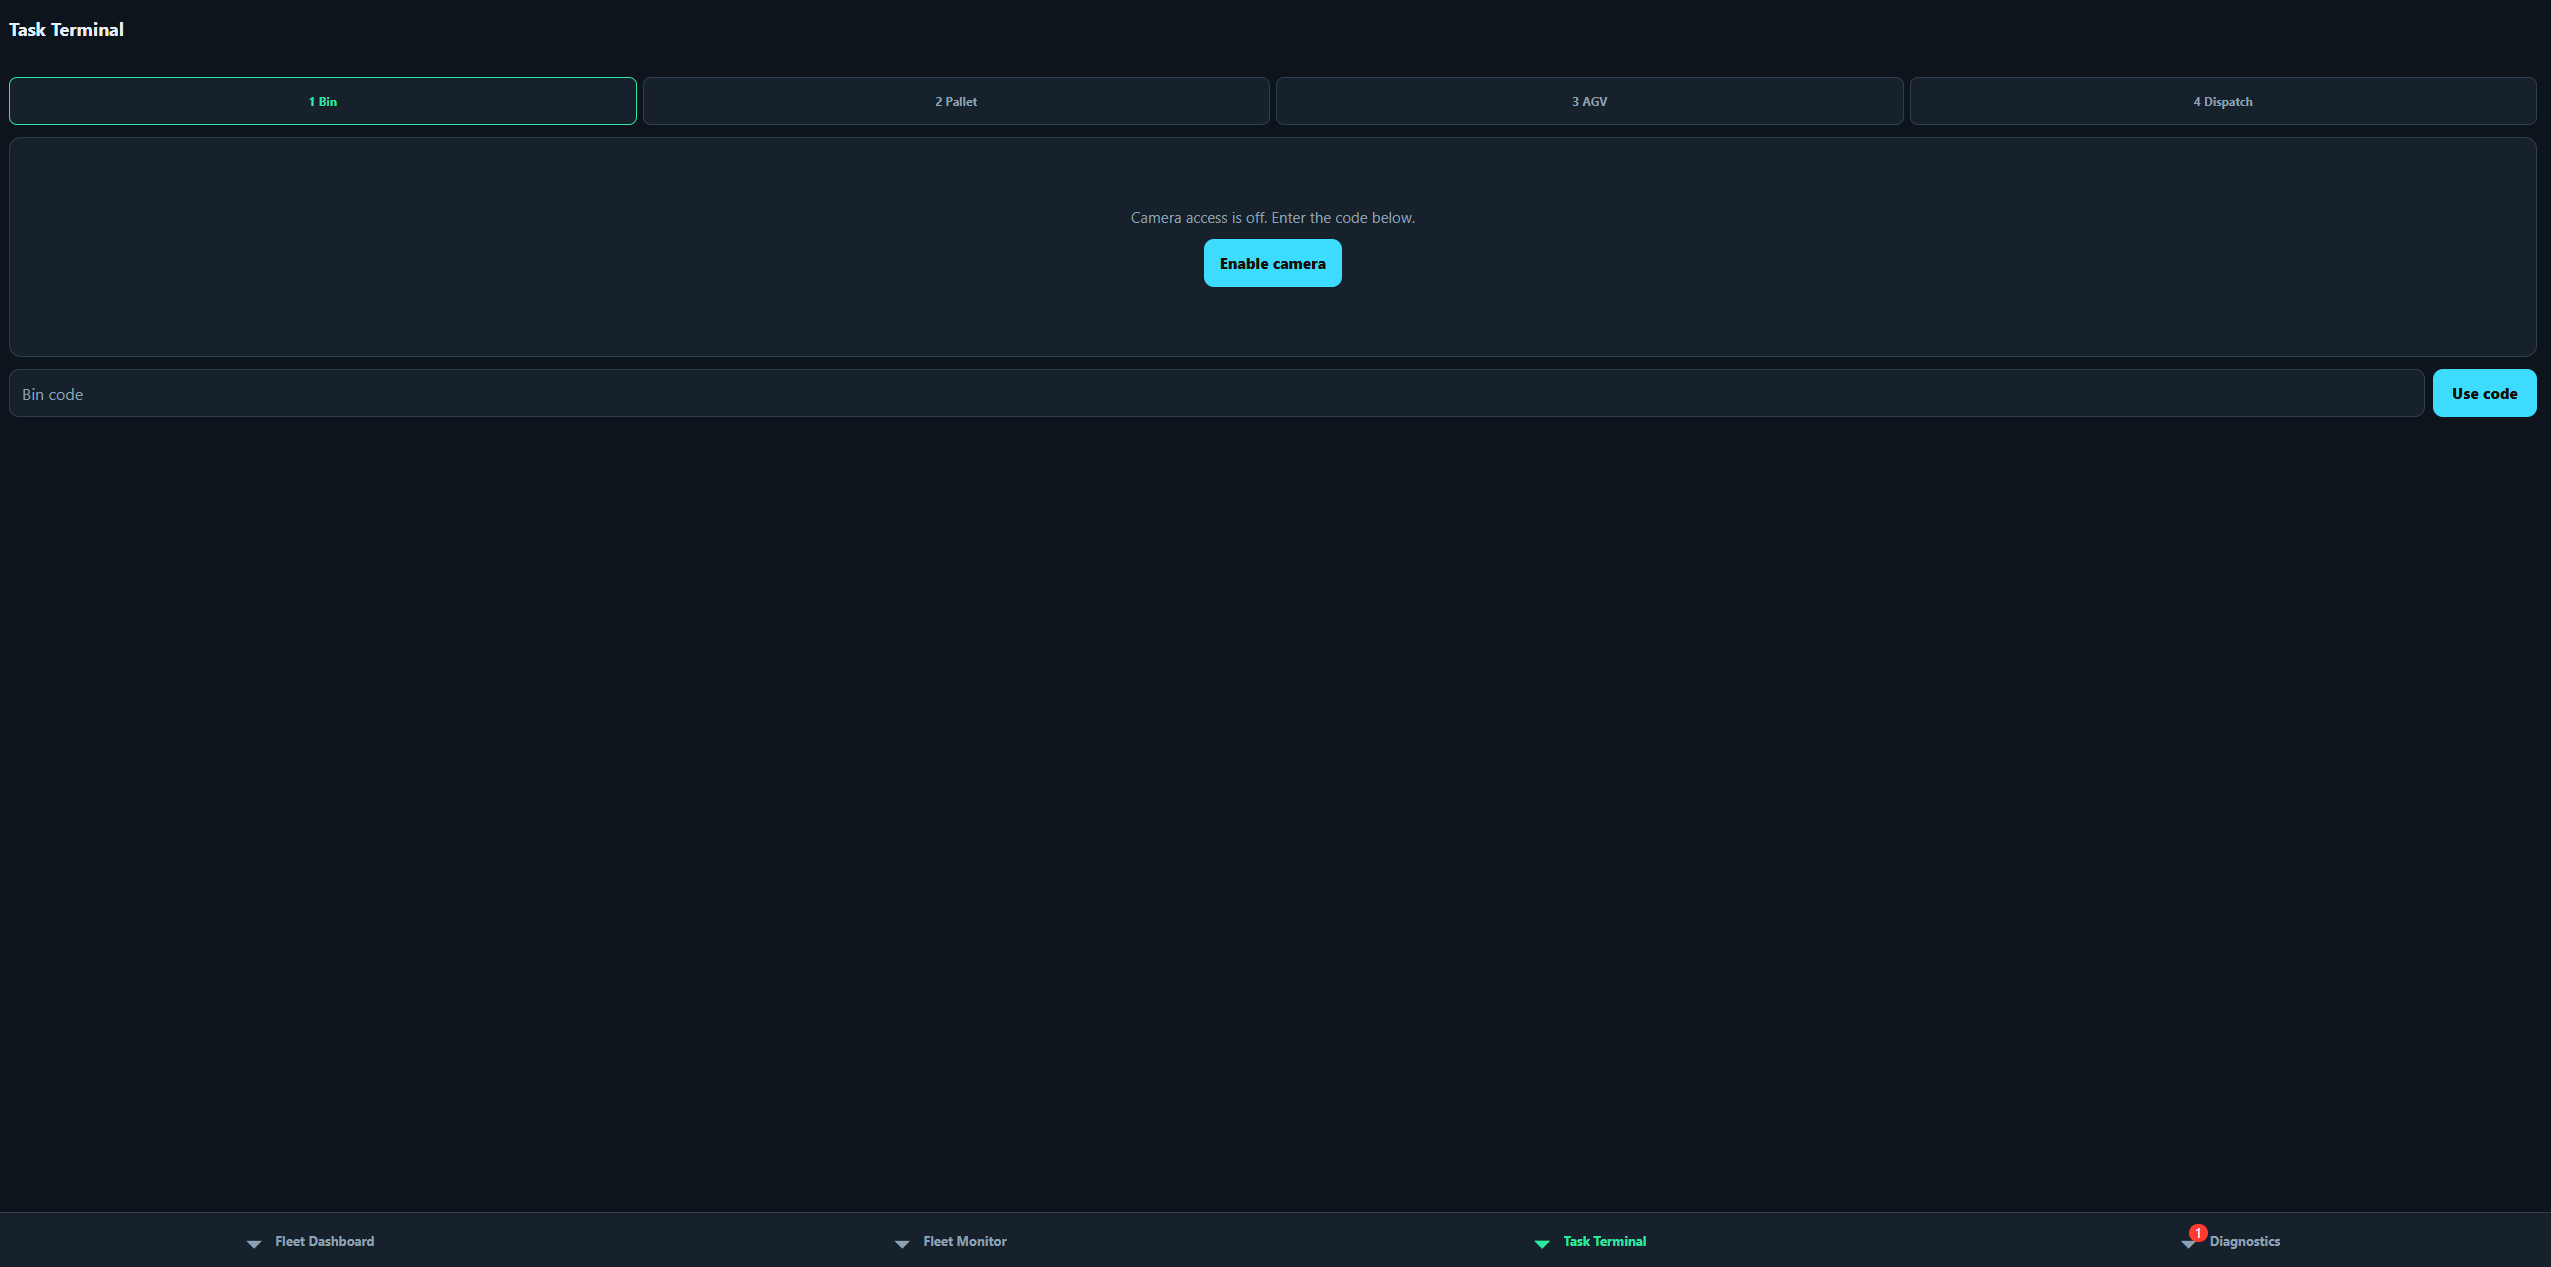 Task Terminal
1 Bin
2 Pallet
3 AGV
4 Dispatch
Camera access is off. Enter the code below.
Enable camera
Bin code
Use code
Fleet Dashboard
Fleet Monitor
Task Terminal
1
Diagnostics